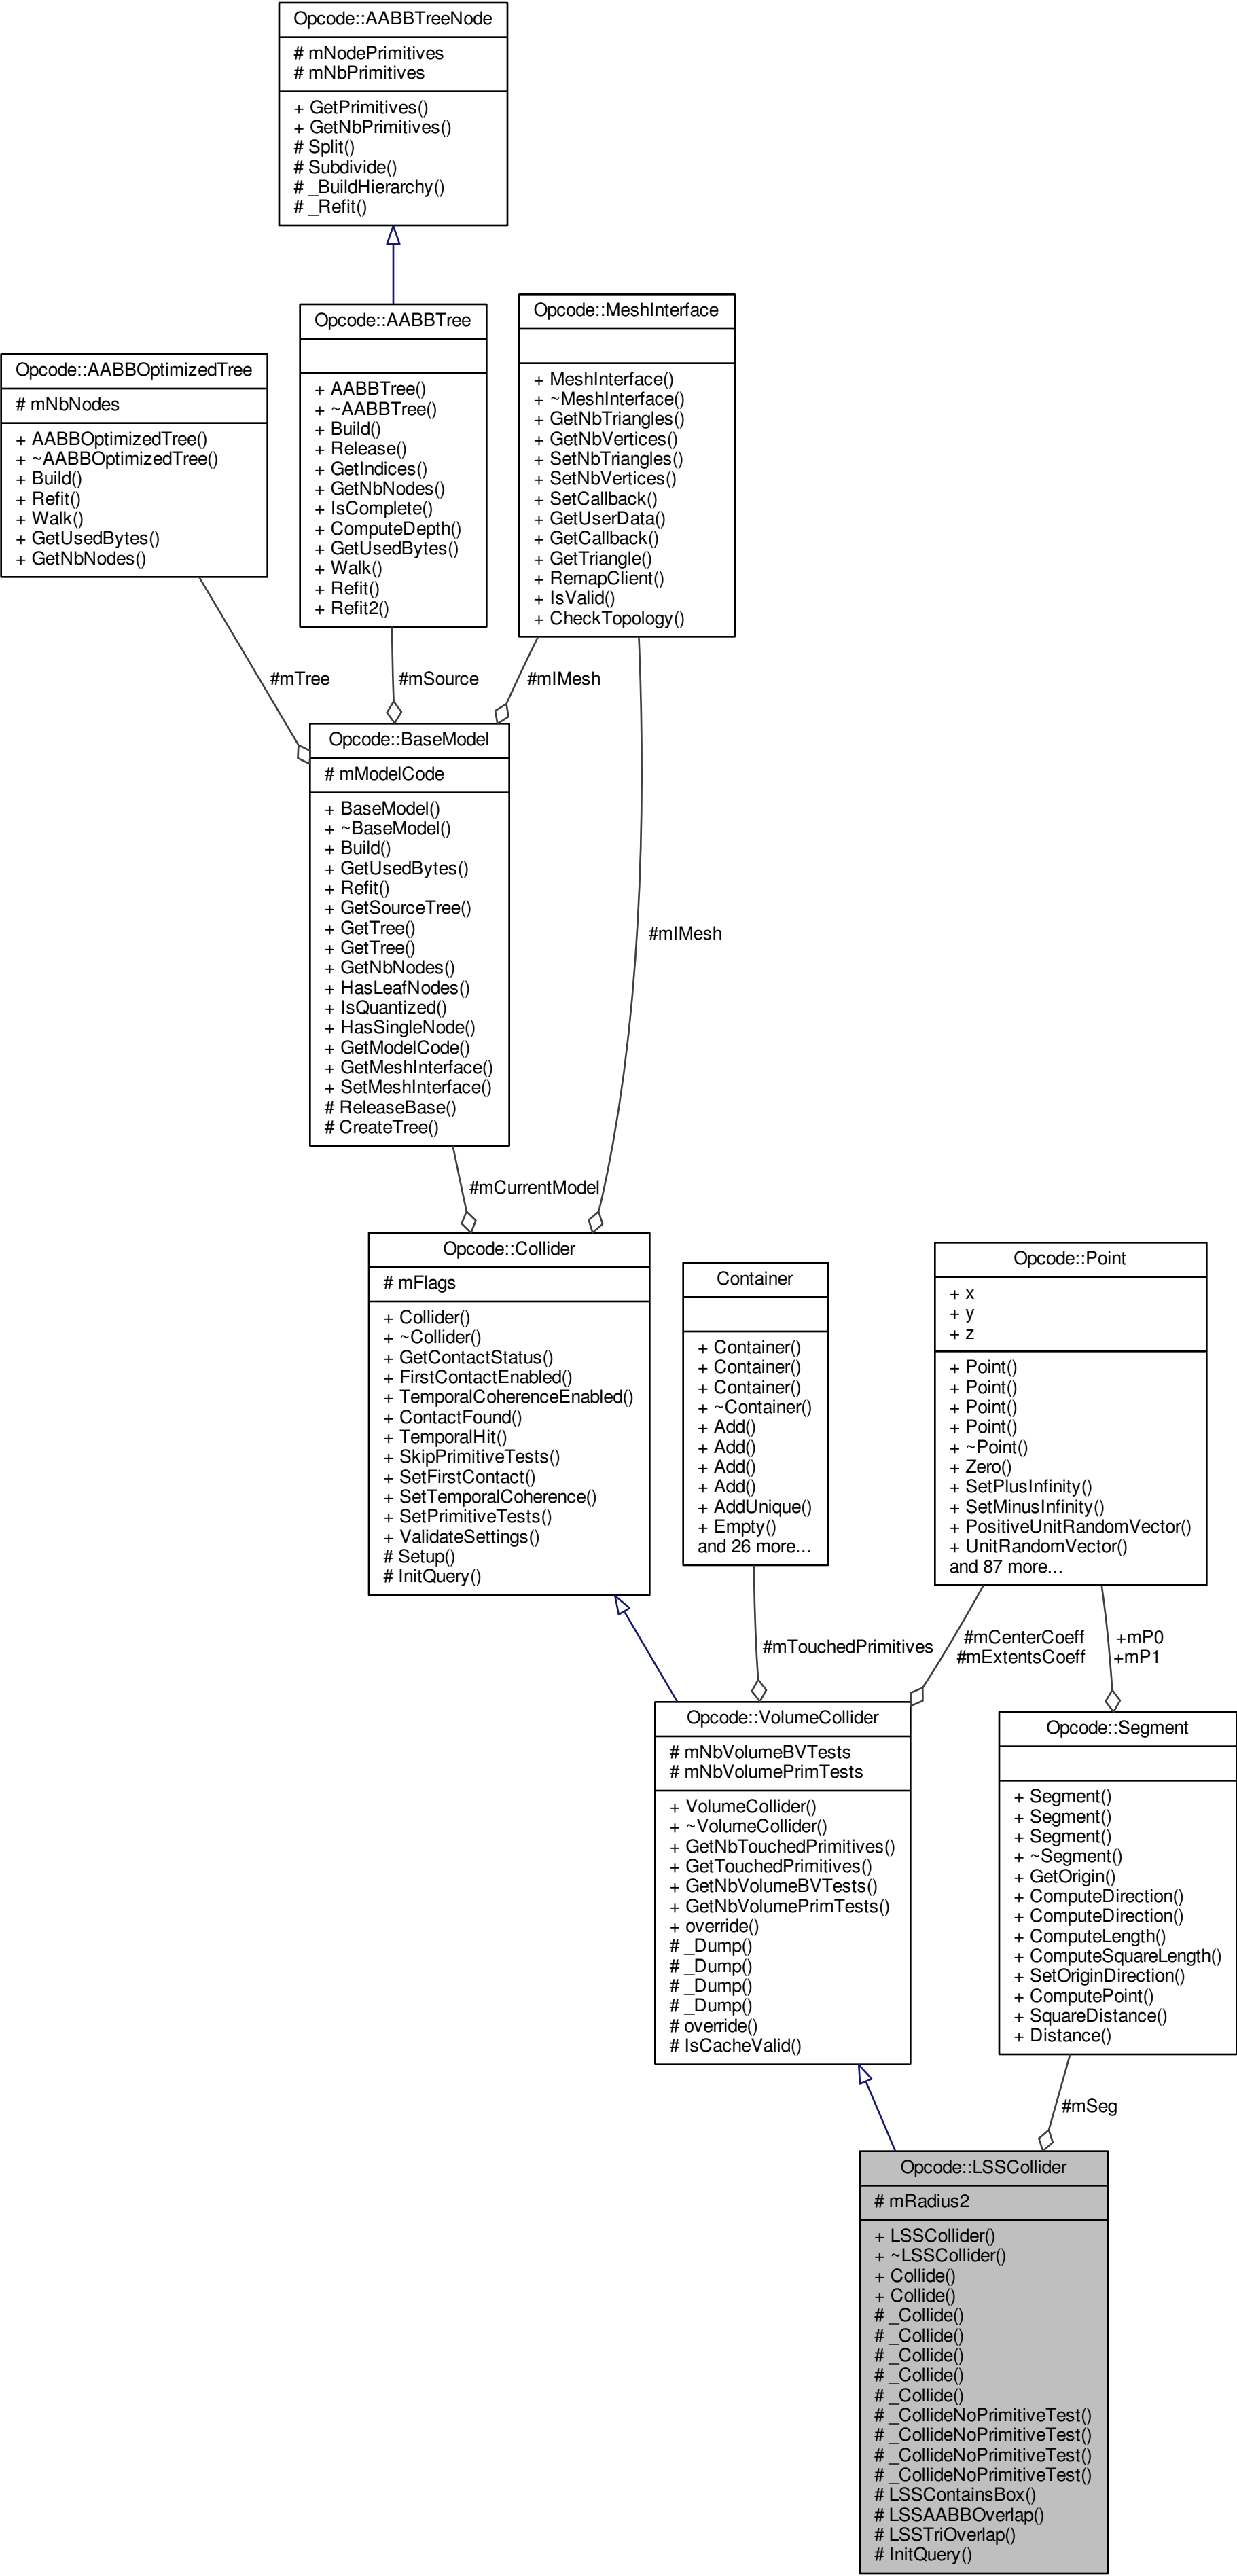 Opcode::AABBTreeNode
# mNodePrimitives
# mNbPrimitives
+ GetPrimitives()
+ GetNbPrimitives()
# Split()
# Subdivide()
# _BuildHierarchy()
# _Refit()
Opcode::AABBTree
+ AABBTree()
+ ~AABBTree()
+ Build()
+ Release()
+ GetIndices()
+ GetNbNodes()
+ IsComplete()
+ ComputeDepth()
+ GetUsedBytes()
+ Walk()
+ Refit()
+ Refit2()
Opcode::MeshInterface
+ MeshInterface()
+ ~MeshInterface()
+ GetNbTriangles()
+ GetNbVertices()
+ SetNbTriangles()
+ SetNbVertices()
+ SetCallback()
+ GetUserData()
+ GetCallback()
+ GetTriangle()
+ RemapClient()
+ IsValid()
+ CheckTopology()
Opcode::AABBOptimizedTree
# mNbNodes
+ AABBOptimizedTree()
+ ~AABBOptimizedTree()
+ Build()
+ Refit()
+ Walk()
+ GetUsedBytes()
+ GetNbNodes()
#mTree
#mSource
#mIMesh
Opcode::BaseModel
# mModelCode
+ BaseModel()
+ ~BaseModel()
+ Build()
+ GetUsedBytes()
+ Refit()
+ GetSourceTree()
+ GetTree()
+ GetTree()
+ GetNbNodes()
+ HasLeafNodes()
+ IsQuantized()
+ HasSingleNode()
+ GetModelCode()
+ GetMeshInterface()
+ SetMeshInterface()
# ReleaseBase()
# CreateTree()
#mIMesh
#mCurrentModel
Opcode::Collider
# mFlags
+ Collider()
+ ~Collider()
+ GetContactStatus()
+ FirstContactEnabled()
+ TemporalCoherenceEnabled()
+ ContactFound()
+ TemporalHit()
+ SkipPrimitiveTests()
+ SetFirstContact()
+ SetTemporalCoherence()
+ SetPrimitiveTests()
+ ValidateSettings()
# Setup()
# InitQuery()
Container
+ Container()
+ Container()
+ Container()
+ ~Container()
+ Add()
+ Add()
+ Add()
+ Add()
+ AddUnique()
+ Empty()
and 26 more...
Opcode::Point
+ x
+ y
+ z
+ Point()
+ Point()
+ Point()
+ Point()
+ ~Point()
+ Zero()
+ SetPlusInfinity()
+ SetMinusInfinity()
+ PositiveUnitRandomVector()
+ UnitRandomVector()
and 87 more...
#mTouchedPrimitives
#mCenterCoeff
#mExtentsCoeff
+mP0
+mP1
Opcode::VolumeCollider
# mNbVolumeBVTests
# mNbVolumePrimTests
+ VolumeCollider()
+ ~VolumeCollider()
+ GetNbTouchedPrimitives()
+ GetTouchedPrimitives()
+ GetNbVolumeBVTests()
+ GetNbVolumePrimTests()
+ override()
# _Dump()
# _Dump()
# _Dump()
# _Dump()
# override()
# IsCacheValid()
Opcode::Segment
+ Segment()
+ Segment()
+ Segment()
+ ~Segment()
+ GetOrigin()
+ ComputeDirection()
+ ComputeDirection()
+ ComputeLength()
+ ComputeSquareLength()
+ SetOriginDirection()
+ ComputePoint()
+ SquareDistance()
+ Distance()
#mSeg
Opcode::LSSCollider
# mRadius2
+ LSSCollider()
+ ~LSSCollider()
+ Collide()
+ Collide()
# _Collide()
# _Collide()
# _Collide()
# _Collide()
# _Collide()
# _CollideNoPrimitiveTest()
# _CollideNoPrimitiveTest()
# _CollideNoPrimitiveTest()
# _CollideNoPrimitiveTest()
# LSSContainsBox()
# LSSAABBOverlap()
# LSSTriOverlap()
# InitQuery()